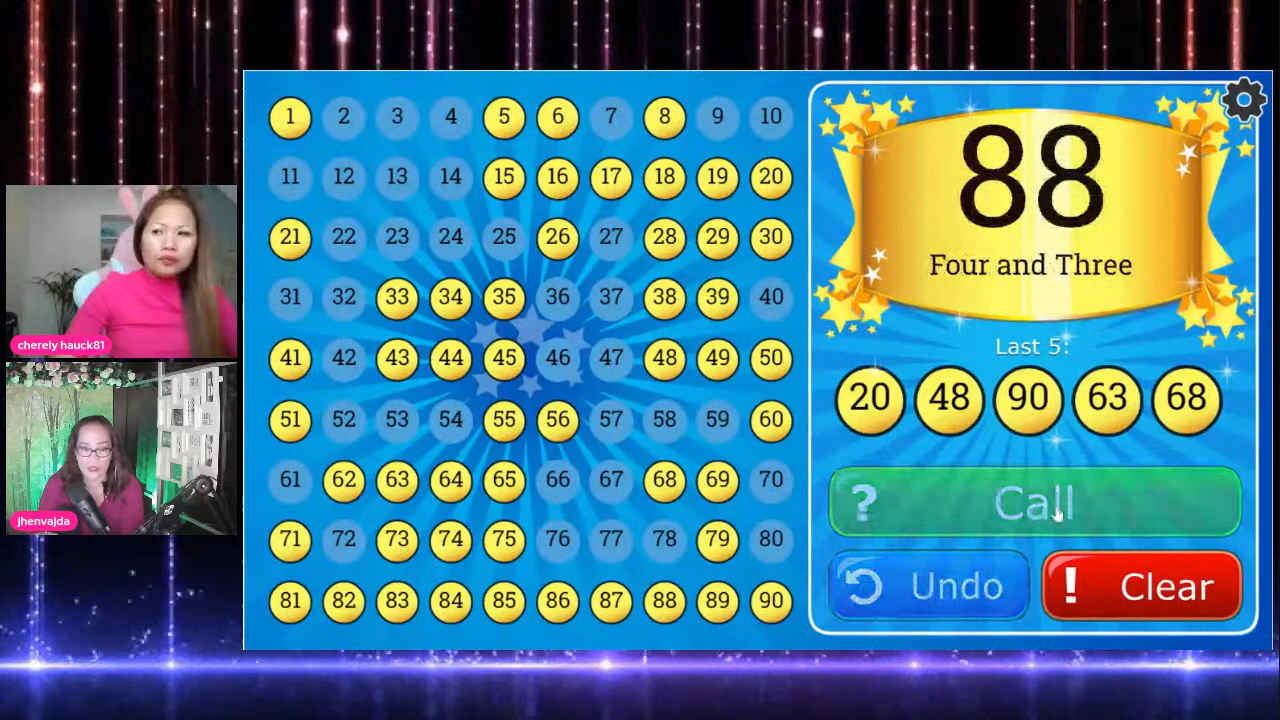 1 2 3 4 5 6 7 8 9 10
11 12 13 14 15 16 17 18 19 20
21 22 23 24 25 26 27 28 29 30
31 32 33 34 35 36 37 38 39 40
41 42 43 44 45 46 47 48 49 50
51 52 53 54 55 56 57 58 59 60
61 62 63 64 65 66 67 68 69 70
71 72 73 74 75 76 77 78 79 80
81 82 83 84 85 86 87 88 89 90
88
Four and Three
Last 5:
20 48 90 63 68
? Call
Undo
! Clear
cherely hauck81
jhenvajda